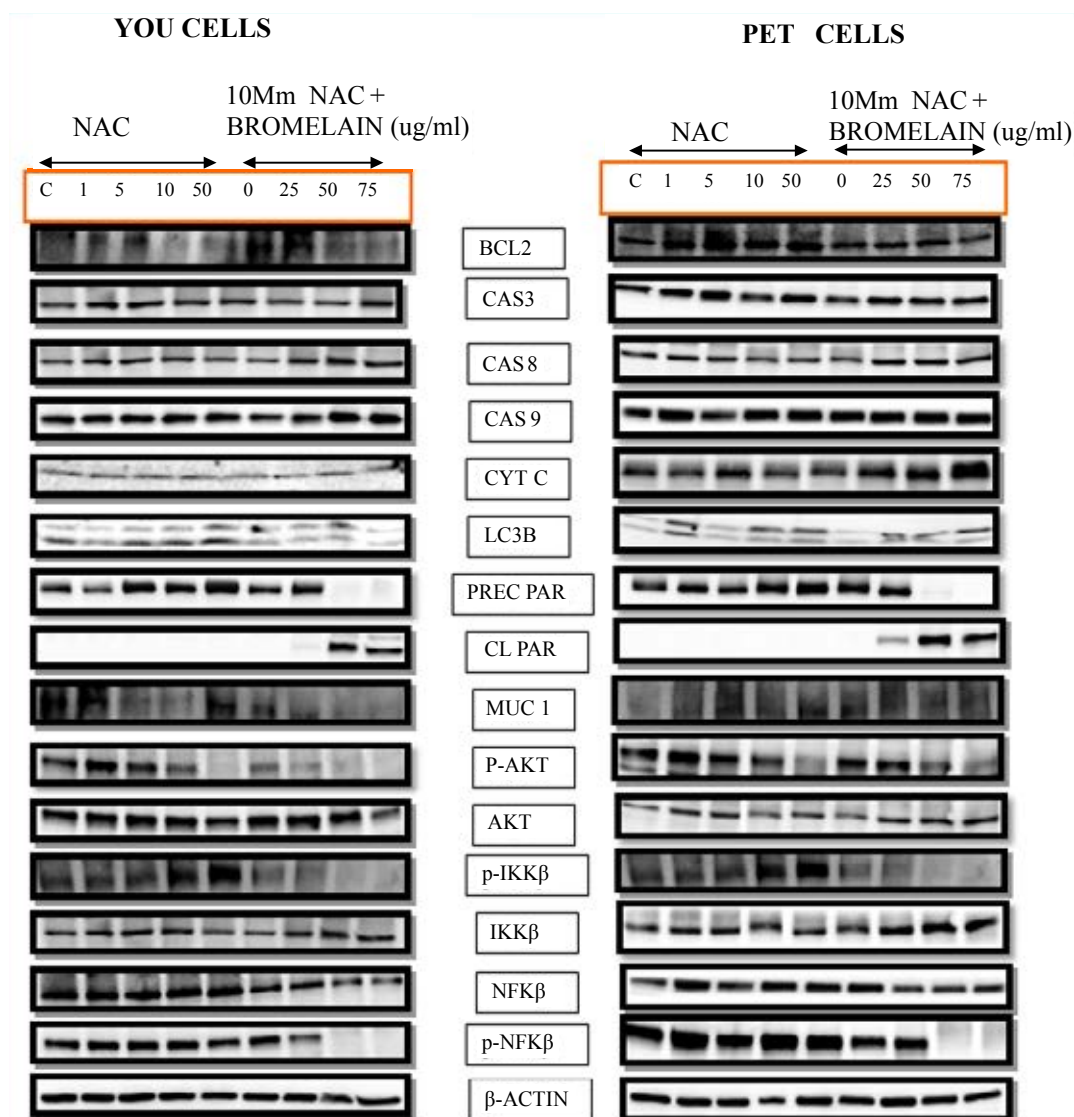 YOU CELLS
PET CELLS
NAC
10Mm NAC +
BROMELAIN (ug/ml)
NAC
10Mm NAC +
BROMELAIN (ug/ml)
C 1 5 10 50 0 25 50 75
C 1 5 10 50 0 25 50 75
BCL2
CAS3
CAS 8
CAS 9
CYT C
LC3B
PREC PAR
CL PAR
MUC 1
P-AKT
AKT
p-IKKβ
IKKβ
NFKβ
p-NFKβ
β-ACTIN